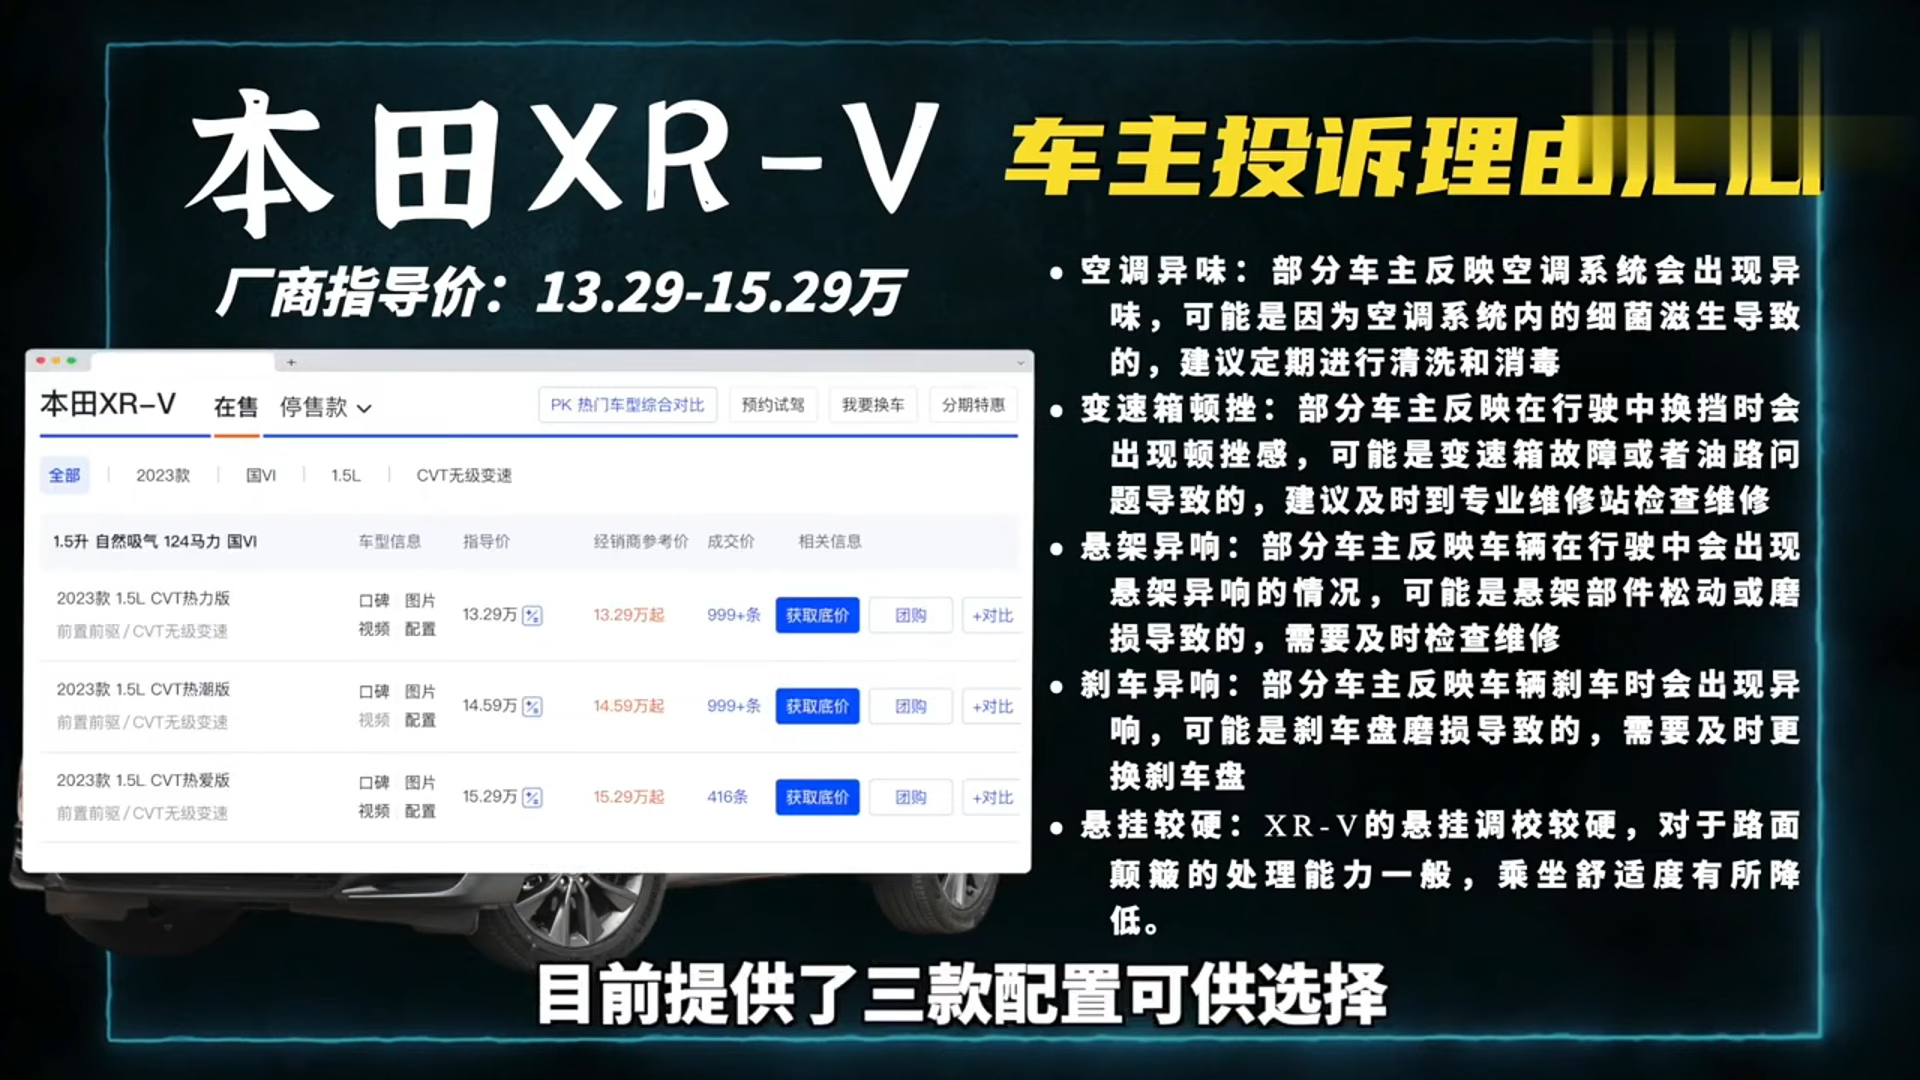 本田XR-V
厂商指导价：13.29-15.29万
本田XR-V 在售 停售款 PK 热门车型综合对比 预约试驾 我要换车 分期特惠
全部 2023款 国VI 1.5L CVT无级变速
1.5升 自然吸气 124马力 国VI 车型信息 指导价 经销商参考价 成交价 相关信息
2023款 1.5L CVT热力版 口碑 图片
13.29万 13.29万起 999+条 获取底价 团购 +对比
前置前驱/CVT无级变速 视频 配置
2023款 1.5L CVT热潮版 口碑 图片
14.59万 14.59万起 999+条 获取底价 团购 +对比
前置前驱/CVT无级变速 视频 配置
2023款 1.5L CVT热爱版 口碑 图片
15.29万 15.29万起 416条 获取底价 团购 +对比
前置前驱/CVT无级变速 视频 配置
车主投诉理由
• 空调异味：部分车主反映空调系统会出现异
味，可能是因为空调系统内的细菌滋生导致
的，建议定期进行清洗和消毒
• 变速箱顿挫：部分车主反映在行驶中换挡时会
出现顿挫感，可能是变速箱故障或者油路问
题导致的，建议及时到专业维修站检查维修
• 悬架异响：部分车主反映车辆在行驶中会出现
悬架异响的情况，可能是悬架部件松动或磨
损导致的，需要及时检查维修
• 刹车异响：部分车主反映车辆刹车时会出现异
响，可能是刹车盘磨损导致的，需要及时更
换刹车盘
• 悬挂较硬：XR-V的悬挂调校较硬，对于路面
颠簸的处理能力一般，乘坐舒适度有所降
低。
目前提供了三款配置可供选择